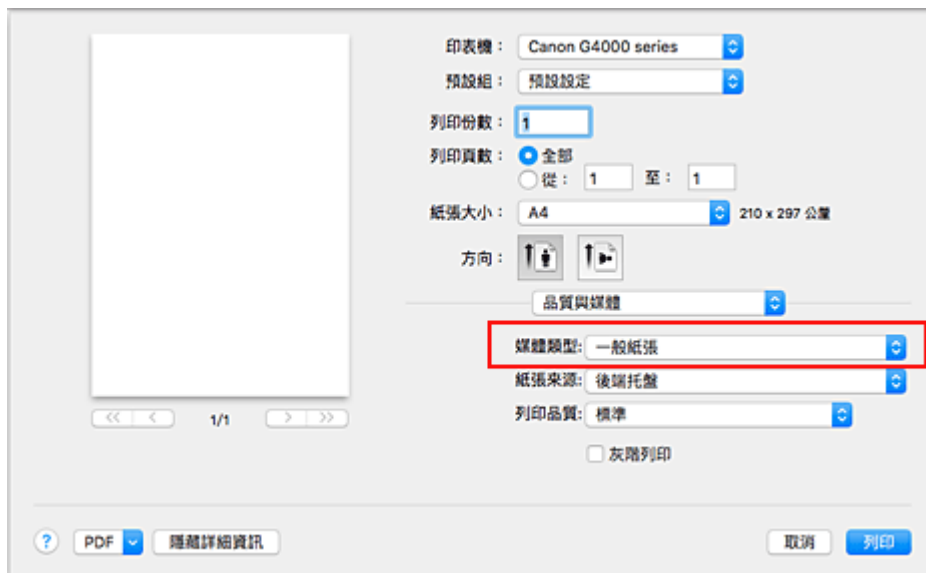 印表機： Canon G4000 series
預設組： 預設設定
列印份數： 1
列印頁數： 全部
從： 1 至： 1
紙張大小： A4 210 x 297 公釐
方向：
品質與媒體
媒體類型: 一般紙張
紙張來源: 後端托盤
列印品質: 標準
灰階列印
<< < 1/1 > >>
? PDF 隱藏詳細資訊 取消 列印